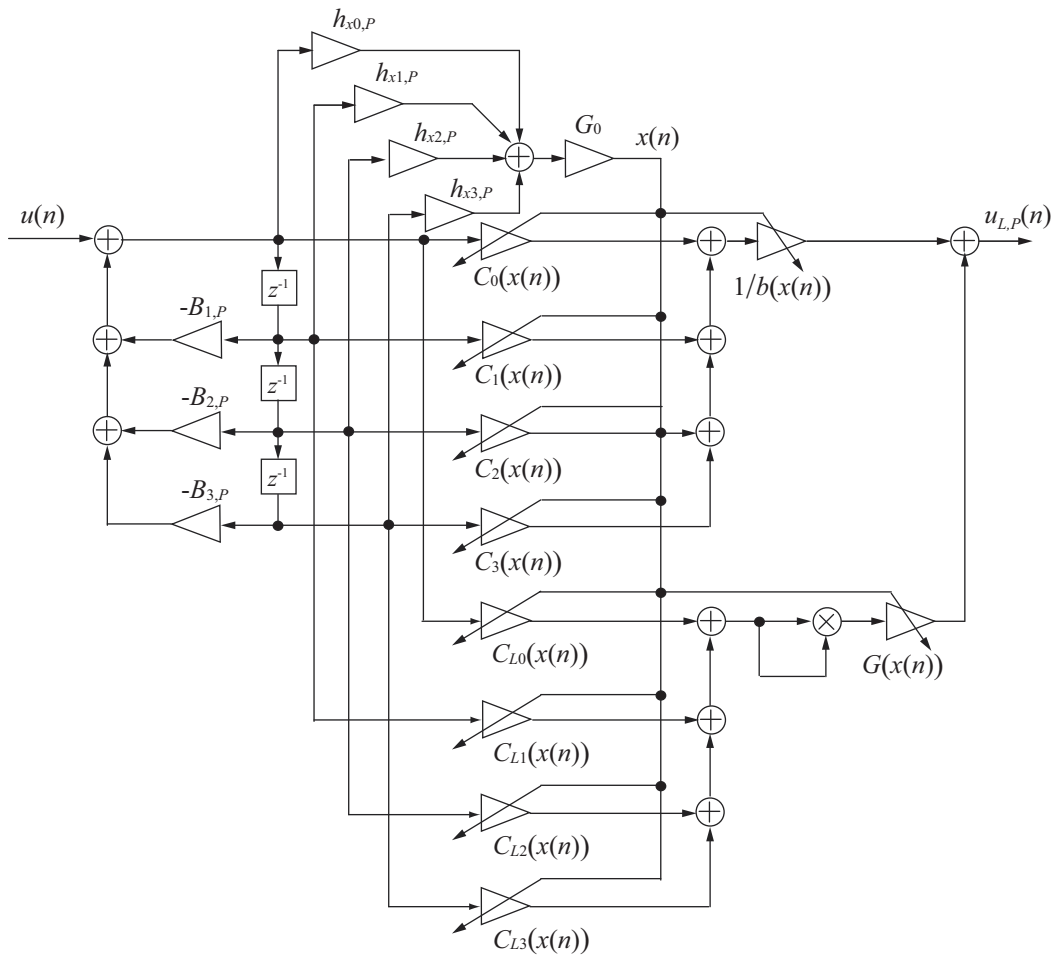 h_{x0,P}
h_{x1,P}
h_{x2,P}
G_0
x(n)
h_{x3,P}
u(n)
u_{L,P}(n)
+
C_0(x(n))
1/b(x(n))
z^{-1}
-B_{1,P}
C_1(x(n))
z^{-1}
-B_{2,P}
C_2(x(n))
z^{-1}
-B_{3,P}
C_3(x(n))
C_{L0}(x(n))
×
G(x(n))
C_{L1}(x(n))
C_{L2}(x(n))
C_{L3}(x(n))